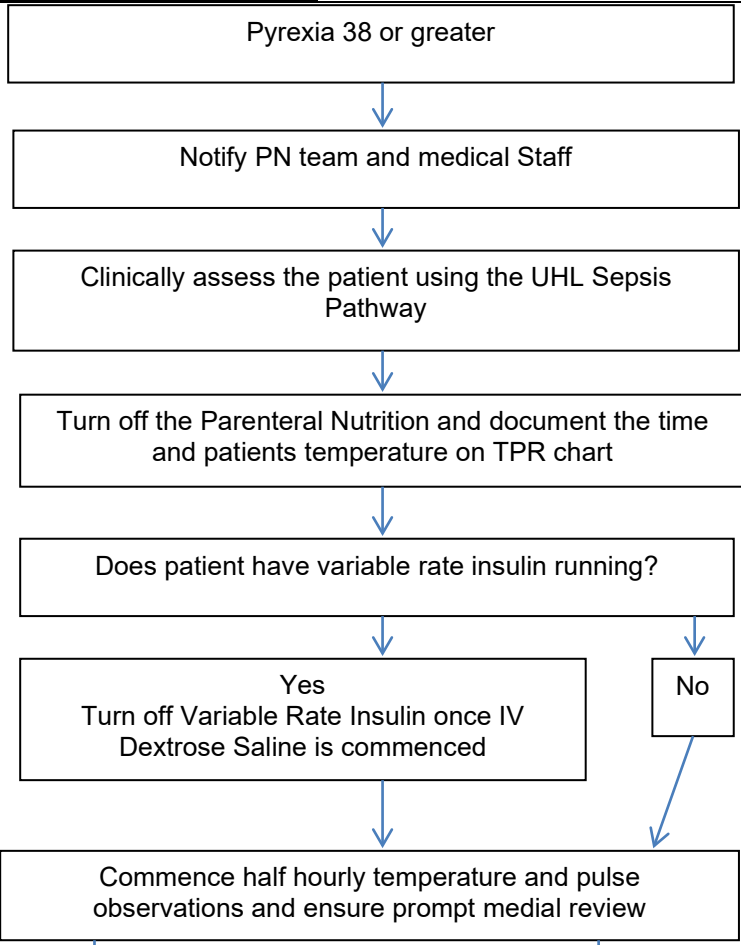 Pyrexia 38 or greater
Notify PN team and medical Staff
Clinically assess the patient using the UHL Sepsis
Pathway
Turn off the Parenteral Nutrition and document the time
and patients temperature on TPR chart
Does patient have variable rate insulin running?
Yes
Turn off Variable Rate Insulin once IV
Dextrose Saline is commenced
No
Commence half hourly temperature and pulse
observations and ensure prompt medial review